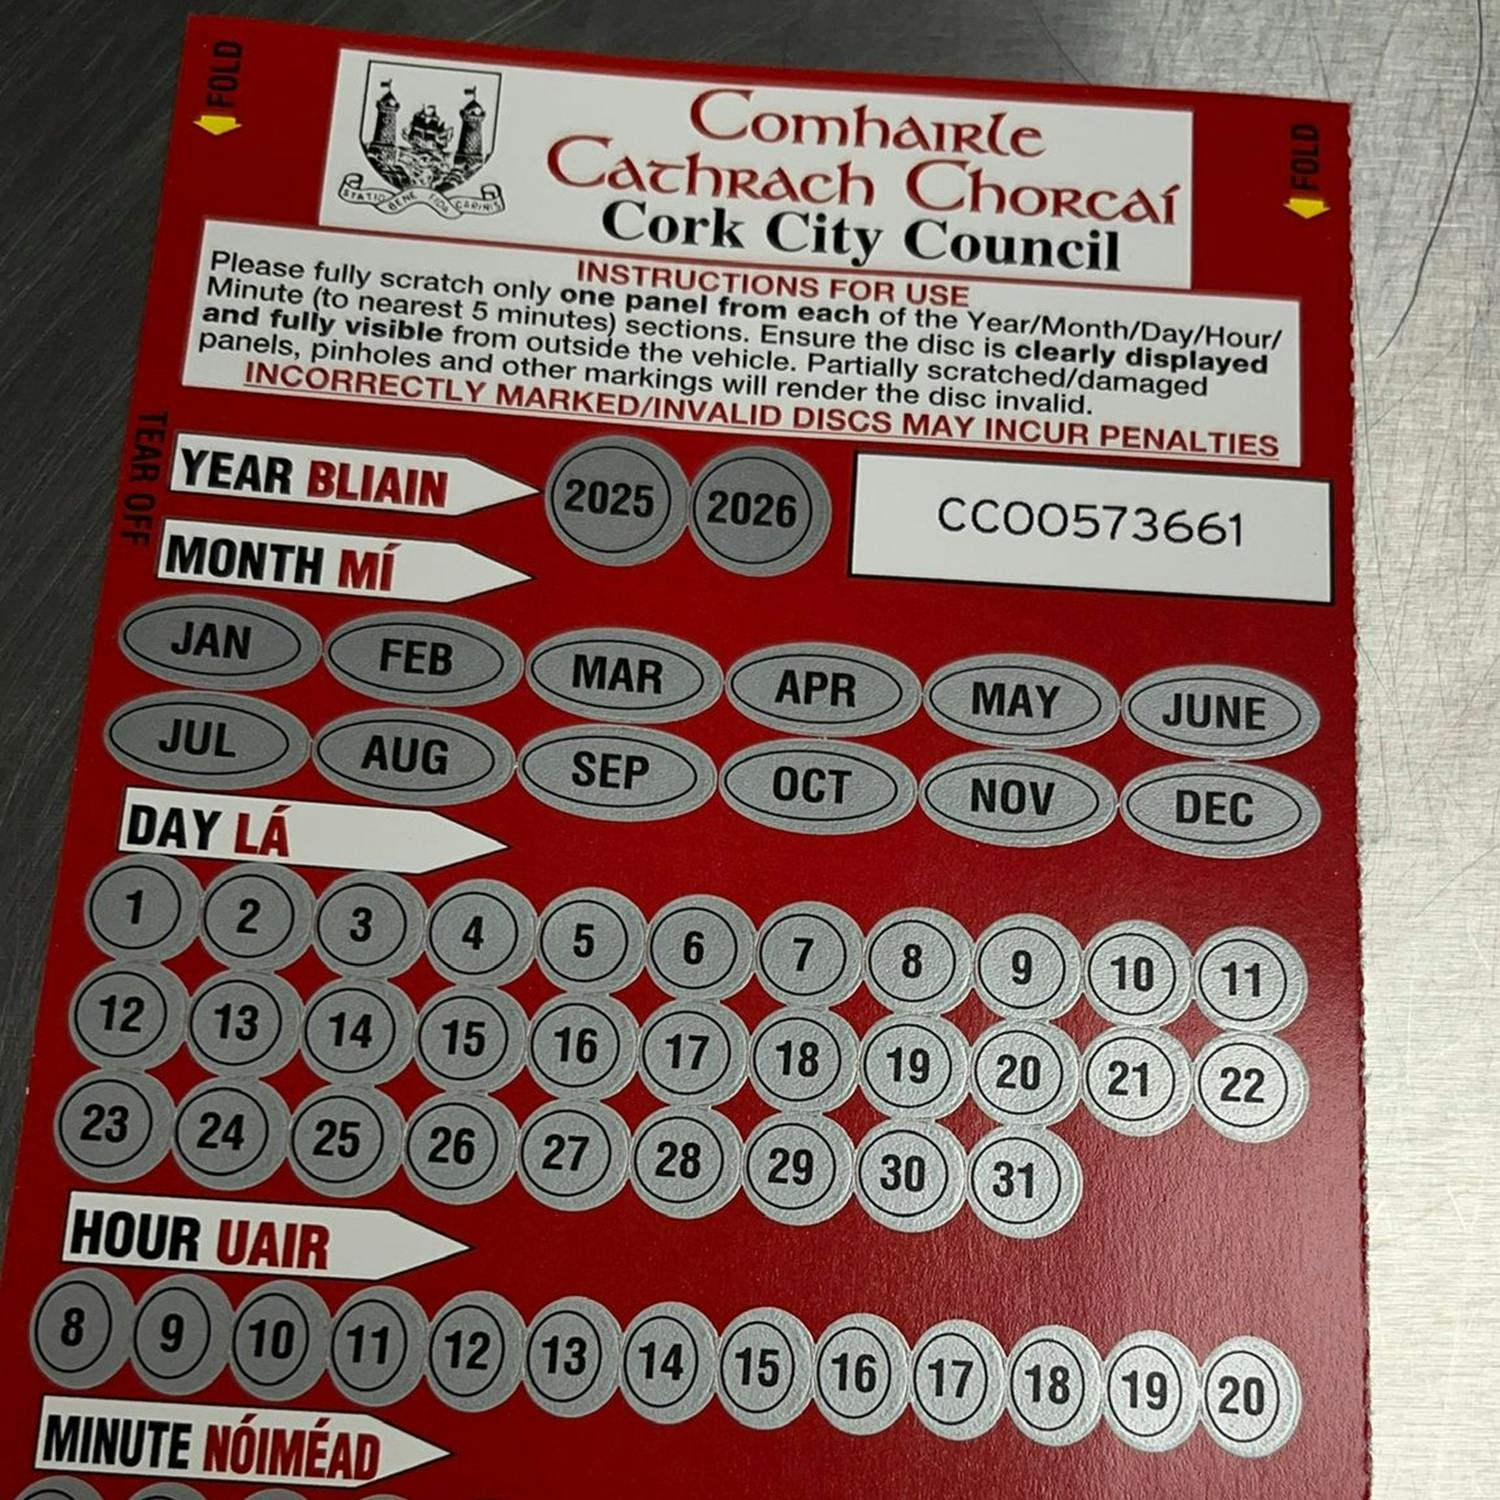 FOLD
FOLD
STATIO BENE FIDA CARINIS
Comhairle
Cathrach Chorcaí
Cork City Council
INSTRUCTIONS FOR USE
Please fully scratch only one panel from each of the Year/Month/Day/Hour/
Minute (to nearest 5 minutes) sections. Ensure the disc is clearly displayed
and fully visible from outside the vehicle. Partially scratched/damaged
panels, pinholes and other markings will render the disc invalid.
INCORRECTLY MARKED/INVALID DISCS MAY INCUR PENALTIES
TEAR OFF
YEAR BLIAIN 2025 2026 CC00573661
MONTH MÍ
JAN FEB MAR APR MAY JUNE
JUL AUG SEP OCT NOV DEC
DAY LÁ
1 2 3 4 5 6 7 8 9 10 11
12 13 14 15 16 17 18 19 20 21 22
23 24 25 26 27 28 29 30 31
HOUR UAIR
8 9 10 11 12 13 14 15 16 17 18 19 20
MINUTE NÓIMÉAD